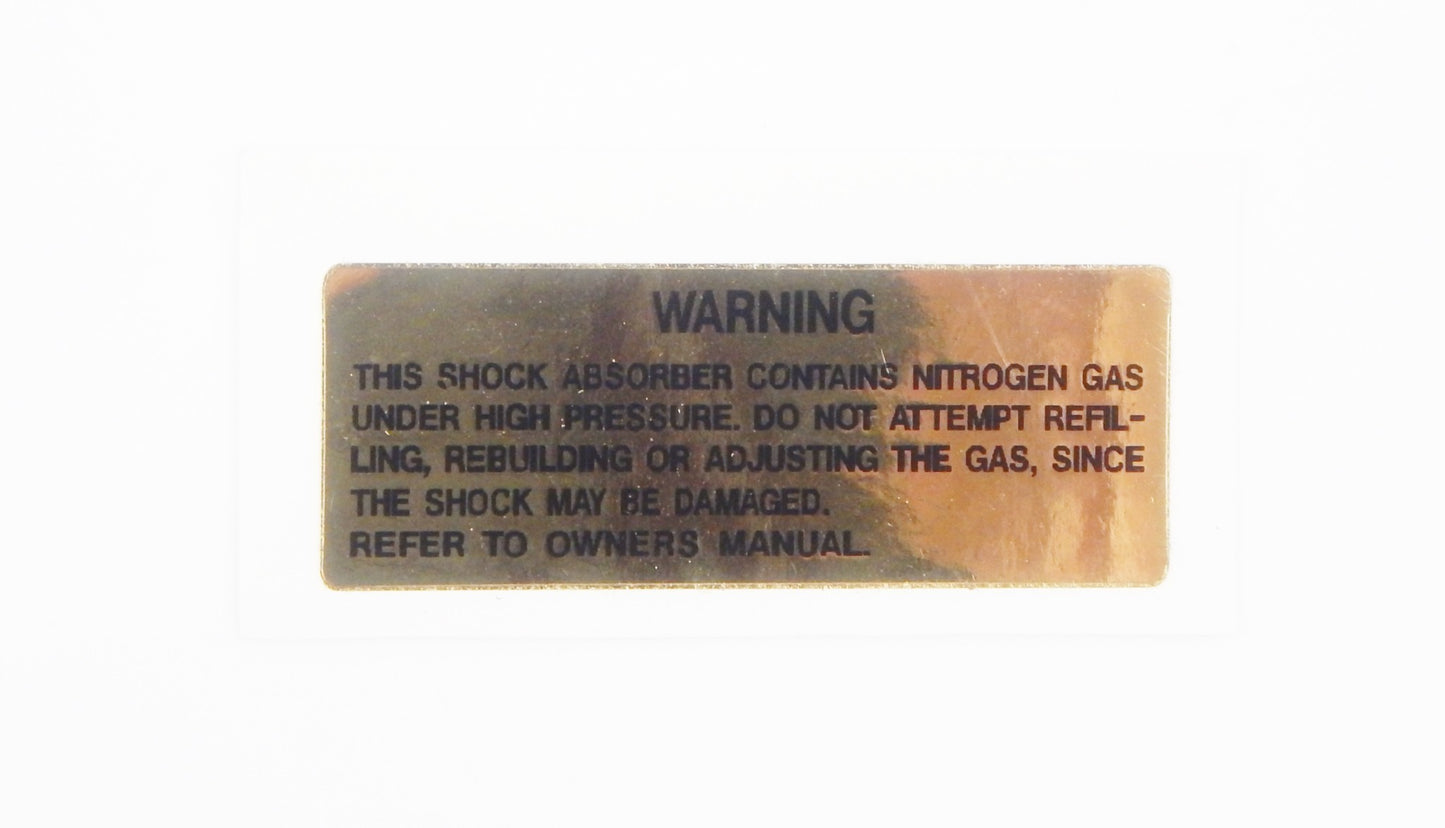 WARNING
THIS SHOCK ABSORBER CONTAINS NITROGEN GAS
UNDER HIGH PRESSURE. DO NOT ATTEMPT REFIL-
LING, REBUILDING OR ADJUSTING THE GAS, SINCE
THE SHOCK MAY BE DAMAGED.
REFER TO OWNERS MANUAL.